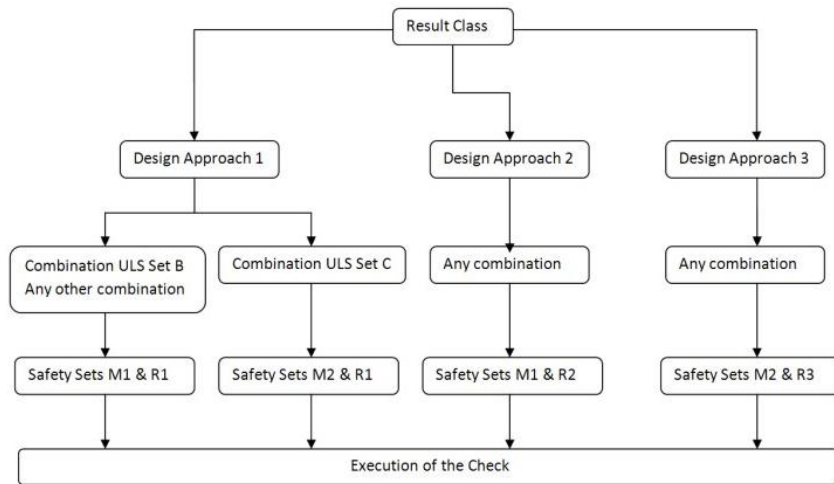 Result Class
Design Approach 1
Design Approach 2
Design Approach 3
Combination ULS Set B
Any other combination
Combination ULS Set C
Any combination
Any combination
Safety Sets M1 & R1
Safety Sets M2 & R1
Safety Sets M1 & R2
Safety Sets M2 & R3
Execution of the Check